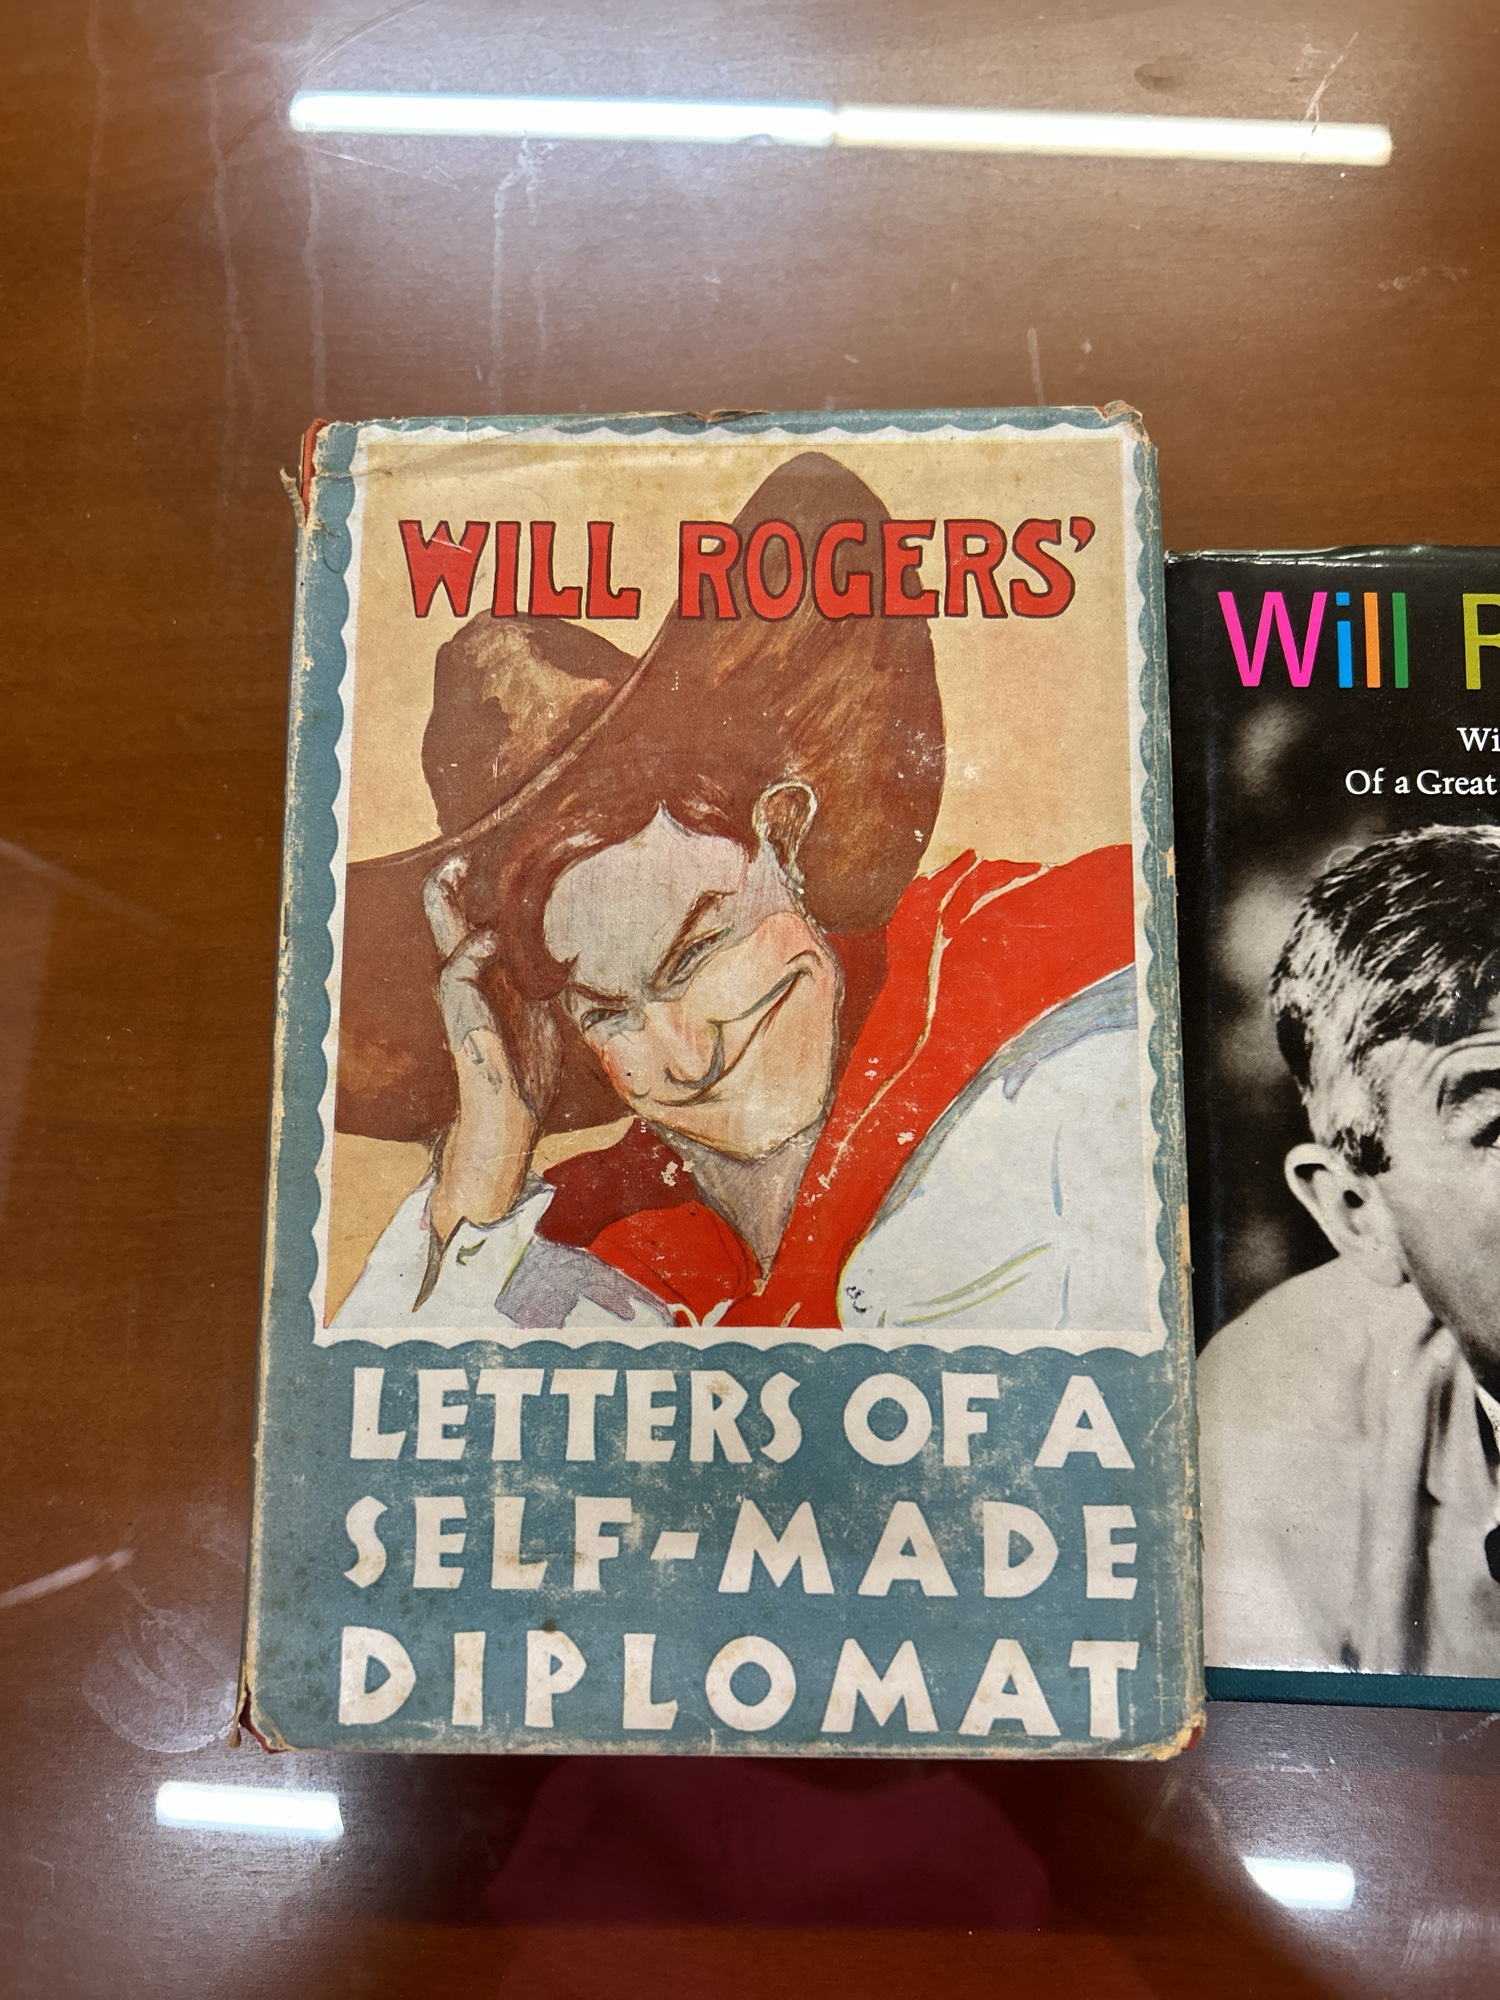 WILL ROGERS'
LETTERS OF A
SELF-MADE
DIPLOMAT
Will
Of a Great